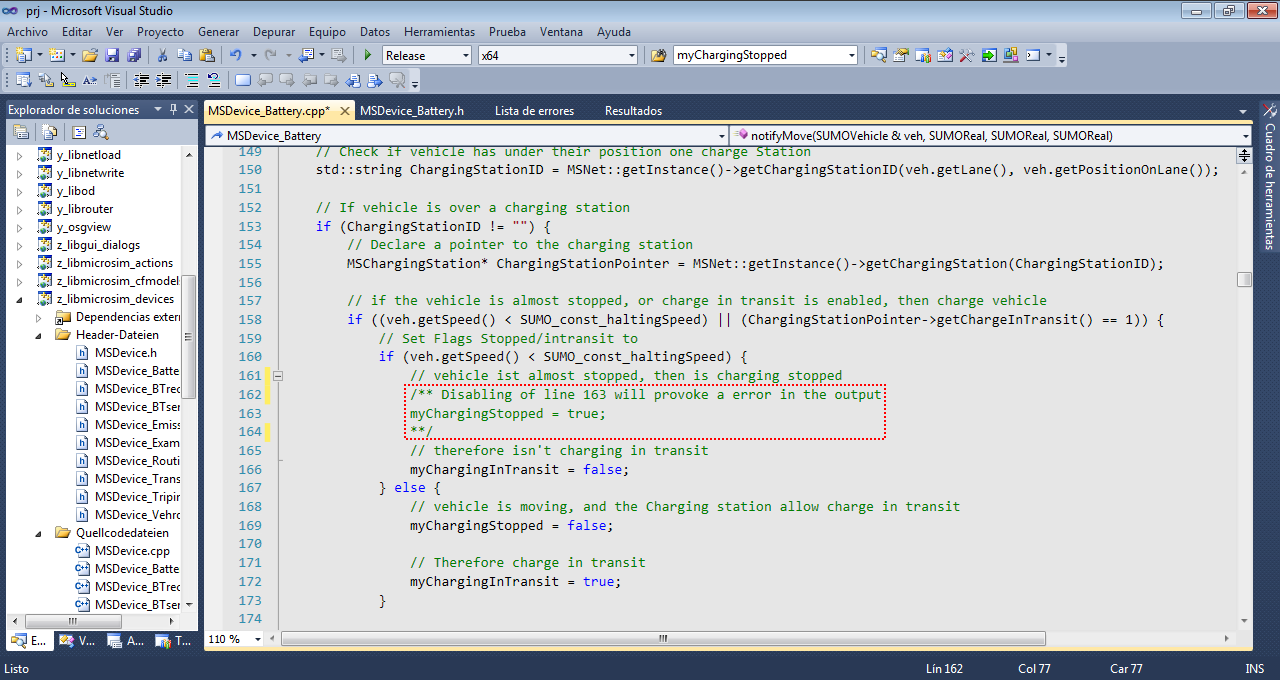 prj - Microsoft Visual Studio
Archivo Editar Ver Proyecto Generar Depurar Equipo Datos Herramientas Prueba Ventana Ayuda
Release x64 myChargingStopped
Explorador de soluciones
MSDevice_Battery.cpp* MSDevice_Battery.h Lista de errores Resultados
MSDevice_Battery notifyMove(SUMOVehicle & veh, SUMOReal, SUMOReal, SUMOReal)
Cuadro de herramientas
y_libnetload
y_libnetwrite
y_libod
y_librouter
y_osgview
z_libgui_dialogs
z_libmicrosim_actions
z_libmicrosim_cfmodel
z_libmicrosim_devices
Dependencias extern
Header-Dateien
MSDevice.h
MSDevice_Batte
MSDevice_BTrec
MSDevice_BTser
MSDevice_Emiss
MSDevice_Exam
MSDevice_Routi
MSDevice_Trans
MSDevice_Tripin
MSDevice_Vehro
Quellcodedateien
MSDevice.cpp
MSDevice_Batte
MSDevice_BTrec
MSDevice_BTser
E... V... A... T...
149 // Check if vehicle has under their position one charge Station
150 std::string ChargingStationID = MSNet::getInstance()->getChargingStationID(veh.getLane(), veh.getPositionOnLane());
151
152 // If vehicle is over a charging station
153 if (ChargingStationID != "") {
154 // Declare a pointer to the charging station
155 MSChargingStation* ChargingStationPointer = MSNet::getInstance()->getChargingStation(ChargingStationID);
156
157 // if the vehicle is almost stopped, or charge in transit is enabled, then charge vehicle
158 if ((veh.getSpeed() < SUMO_const_haltingSpeed) || (ChargingStationPointer->getChargeInTransit() == 1)) {
159 // Set Flags Stopped/intransit to
160 if (veh.getSpeed() < SUMO_const_haltingSpeed) {
161 // vehicle ist almost stopped, then is charging stopped
162 /** Disabling of line 163 will provoke a error in the output
163 myChargingStopped = true;
164 **/
165 // therefore isn't charging in transit
166 myChargingInTransit = false;
167 } else {
168 // vehicle is moving, and the Charging station allow charge in transit
169 myChargingStopped = false;
170
171 // Therefore charge in transit
172 myChargingInTransit = true;
173 }
174
110 %
Listo Lín 162 Col 77 Car 77 INS